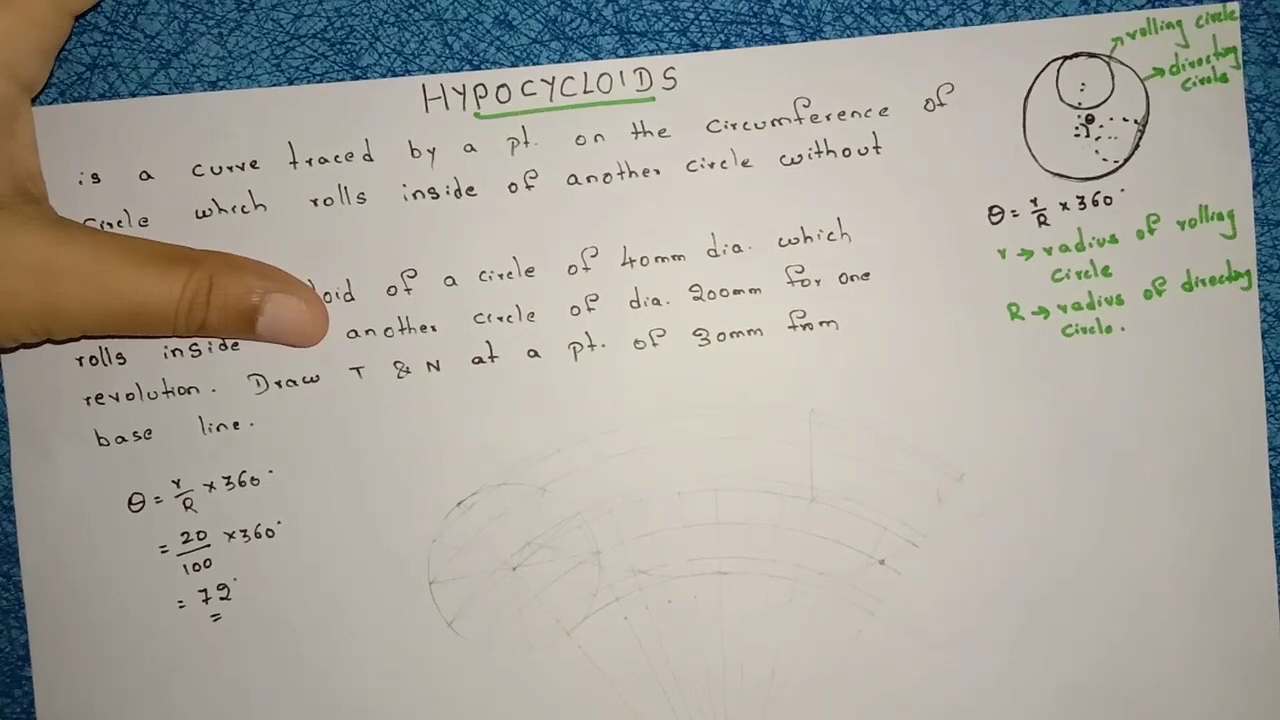 HYPOCYCLOIDS
is a curve traced by a pt. on the circumference of
circle which rolls inside of another circle without
of a circle of 40mm dia. which
rolls inside another circle of dia. 200mm for one
revolution. Draw T & N at a pt. of 30mm from
base line.
θ = r/R × 360°
= 20/100 × 360°
= 72°
rolling circle
directing circle
θ = r/R × 360°
r → radius of rolling
circle
R → radius of directing
circle.